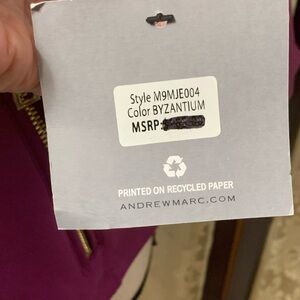 Style M9MJE004
Color BYZANTIUM
MSRP
PRINTED ON RECYCLED PAPER
ANDREWMARC.COM